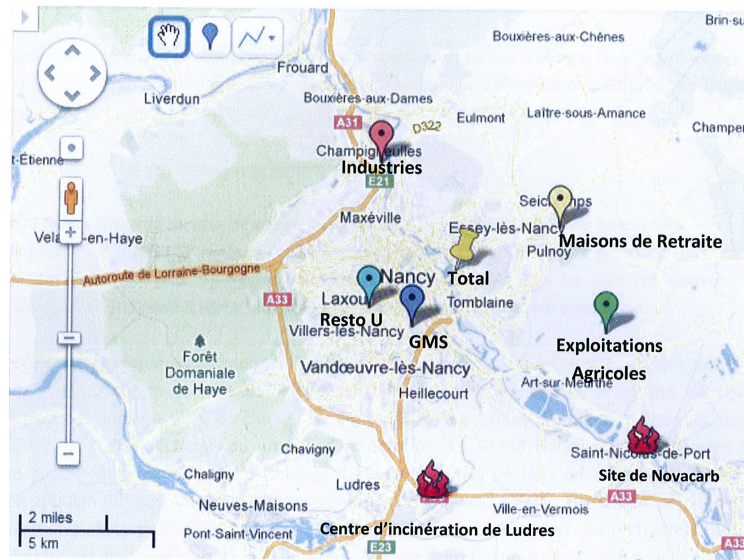 Brin-su
Bouxières-aux-Chênes
Frouard
Liverdun
Bouxières-aux-Dames
A31
D322
Eulmont
Laître-sous-Amance
Champen
t-Étienne
Champigneulles
Industries
E21
Seichamps
Maxéville
Essey-lès-Nancy
Maisons de Retraite
Pulnoy
en-Haye
Autoroute de Lorraine-Bourgogne
Nancy
Total
A33
Laxou
Tomblaine
Resto U
Villers-lès-Nancy
GMS
Exploitations
Agricoles
Forêt
Domaniale
de Haye
Vandœuvre-lès-Nancy
Art-sur-Meurthe
Heillecourt
Chavigny
Saint-Nicolas-de-Port
Site de Novacarb
Chaligny
Ludres
A33
Neuves-Maisons
Ville-en-Vermois
2 miles
5 km
Pont-Saint-Vincent
Centre d'incinération de Ludres
E23
A33